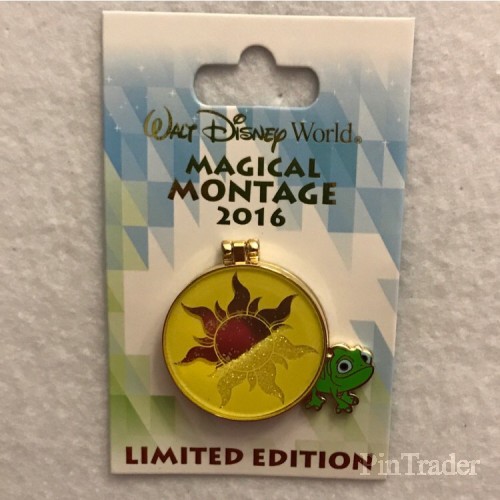 Walt Disney World®
MAGICAL
MONTAGE
2016
LIMITED EDITION
PinTrader